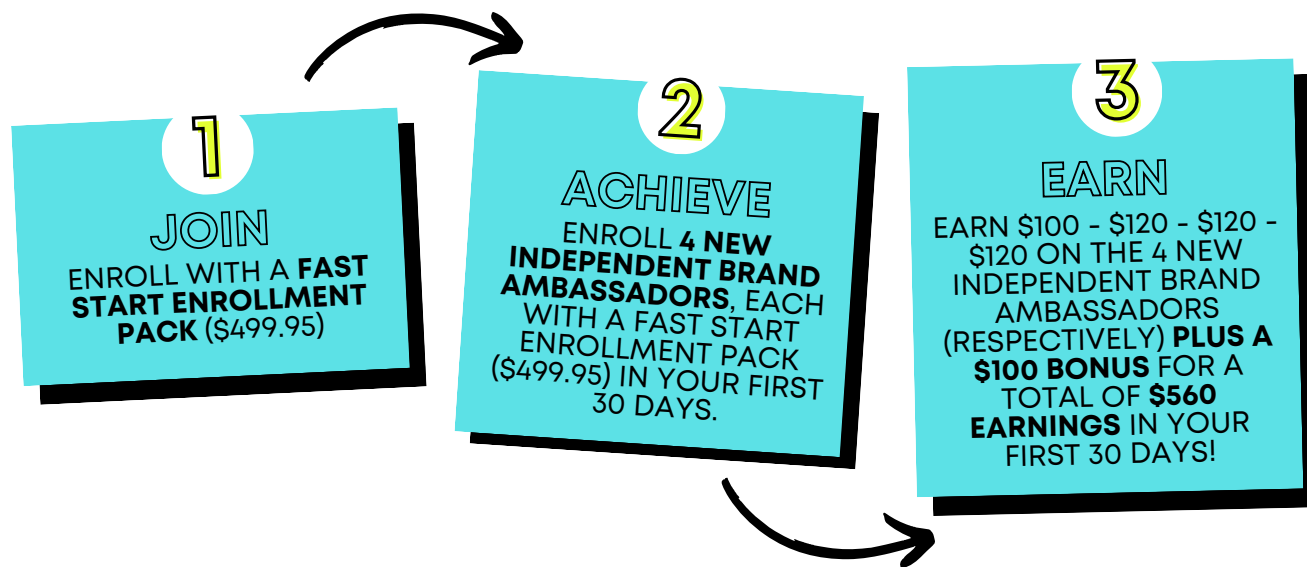 1
JOIN
ENROLL WITH A FAST
START ENROLLMENT
PACK ($499.95)
2
ACHIEVE
ENROLL 4 NEW
INDEPENDENT BRAND
AMBASSADORS, EACH
WITH A FAST START
ENROLLMENT PACK
($499.95) IN YOUR FIRST
30 DAYS.
3
EARN
EARN $100 - $120 - $120 -
$120 ON THE 4 NEW
INDEPENDENT BRAND
AMBASSADORS
(RESPECTIVELY) PLUS A
$100 BONUS FOR A
TOTAL OF $560
EARNINGS IN YOUR
FIRST 30 DAYS!